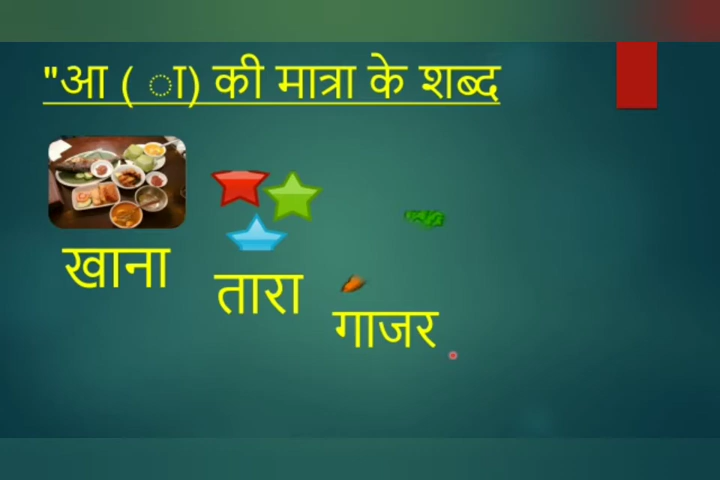 "आ ( ा) की मात्रा के शब्द
खाना
तारा
गाजर